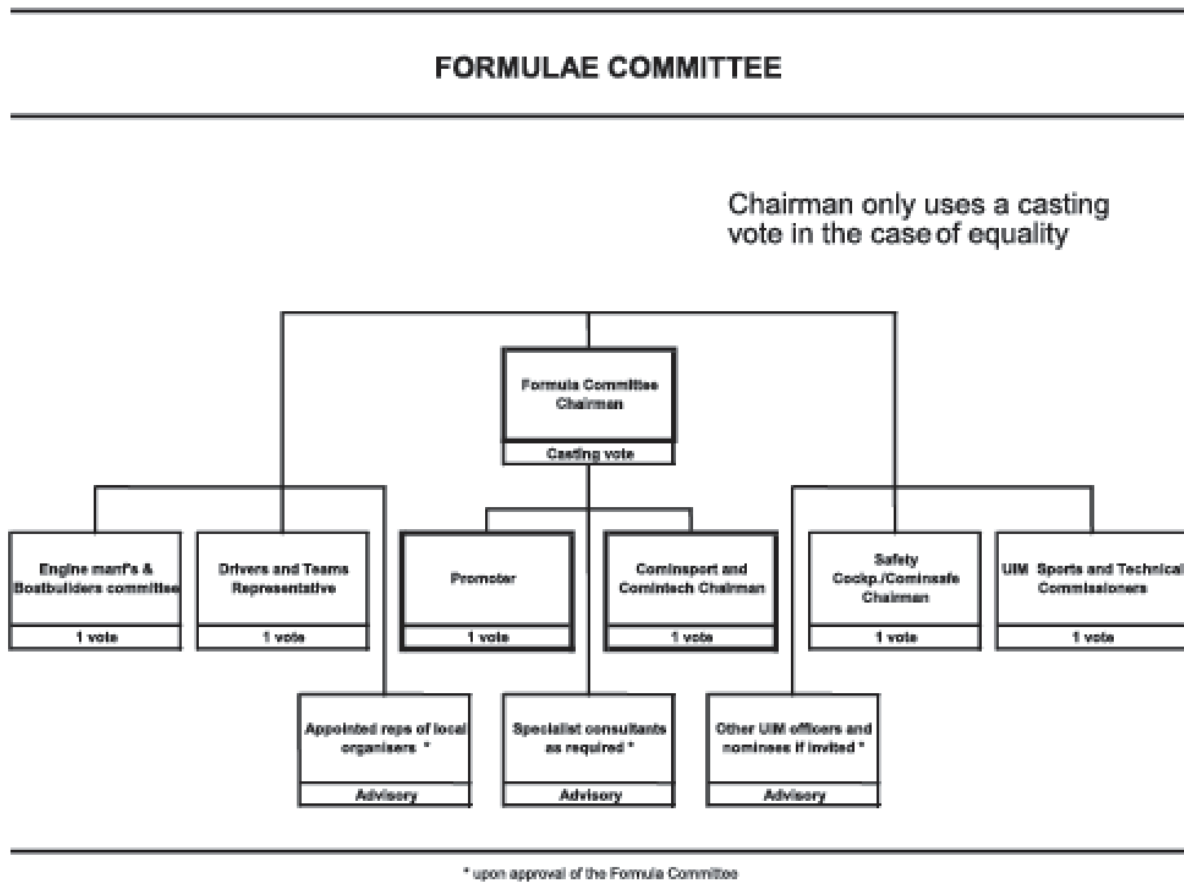 FORMULAE COMMITTEE
Chairman only uses a casting
vote in the case of equality
Formula Committee
Chairman
Casting vote
Engine manf's &
Boatbuilders committee
1 vote
Drivers and Teams
Representative
1 vote
Promoter
1 vote
Cominsport and
Comintech Chairman
1 vote
Safety
Cockp./Cominsafe
Chairman
1 vote
UIM Sports and Technical
Commissioners
1 vote
Appointed reps of local
organisers *
Advisory
Specialist consultants
as required *
Advisory
Other UIM officers and
nominees if invited *
Advisory
* upon approval of the Formula Committee